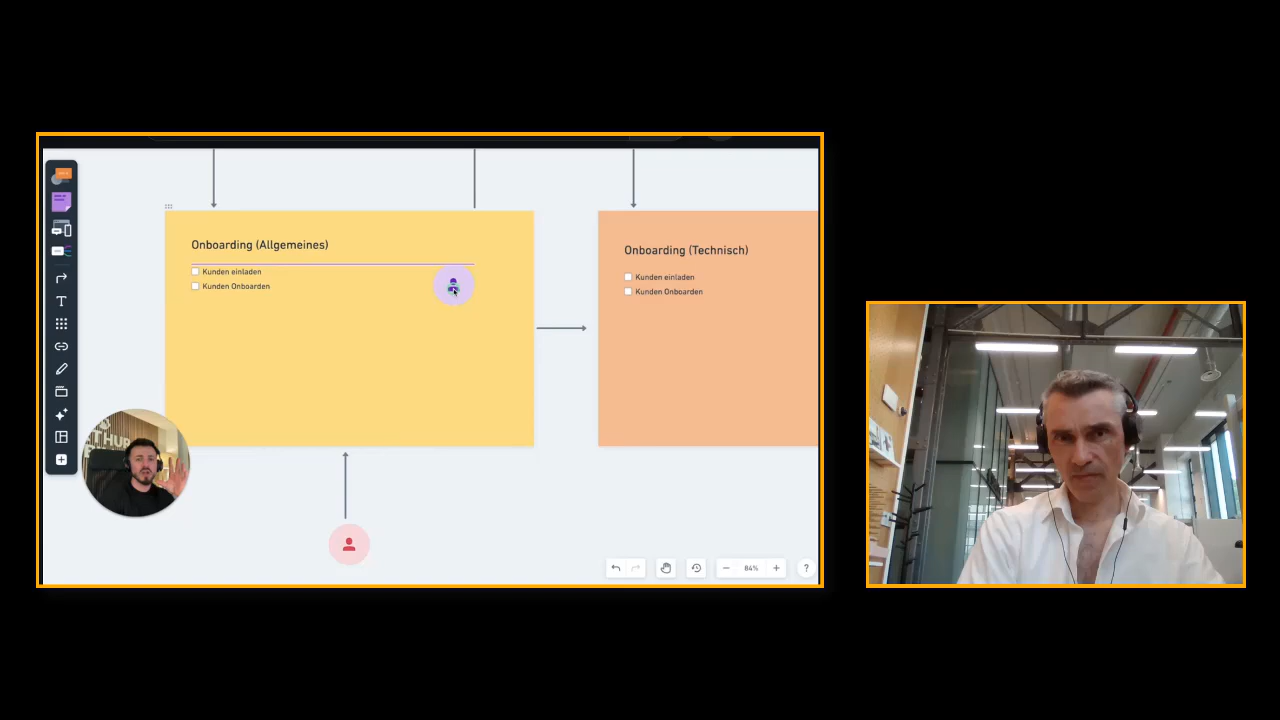 Onboarding (Allgemeines)
Kunden einladen
Kunden Onboarden
Onboarding (Technisch)
Kunden einladen
Kunden Onboarden
84%
?